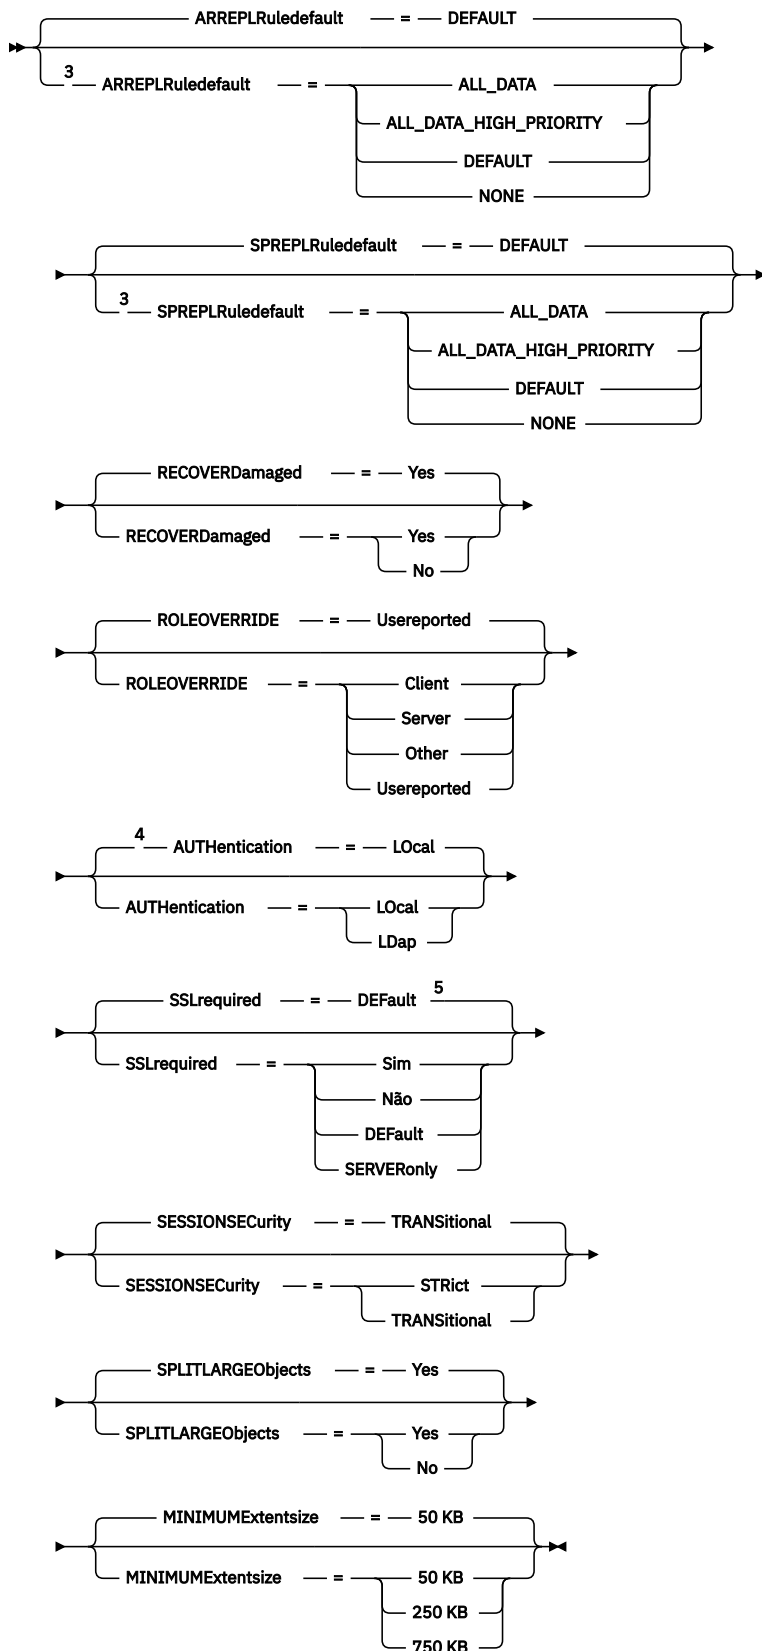 ARREPLRuledefault = DEFAULT
3 ARREPLRuledefault = ALL_DATA
ALL_DATA_HIGH_PRIORITY
DEFAULT
NONE
SPREPLRuledefault = DEFAULT
3 SPREPLRuledefault = ALL_DATA
ALL_DATA_HIGH_PRIORITY
DEFAULT
NONE
RECOVERDamaged = Yes
RECOVERDamaged = Yes
No
ROLEOVERRIDE = Usereported
ROLEOVERRIDE = Client
Server
Other
Usereported
4 AUTHentication = LOcal
AUTHentication = LOcal
LDap
SSLrequired = DEFault 5
SSLrequired = Sim
Não
DEFault
SERVERonly
SESSIONSECurity = TRANSitional
SESSIONSECurity = STRict
TRANSitional
SPLITLARGEObjects = Yes
SPLITLARGEObjects = Yes
No
MINIMUMExtentsize = 50 KB
MINIMUMExtentsize = 50 KB
250 KB
750 KB